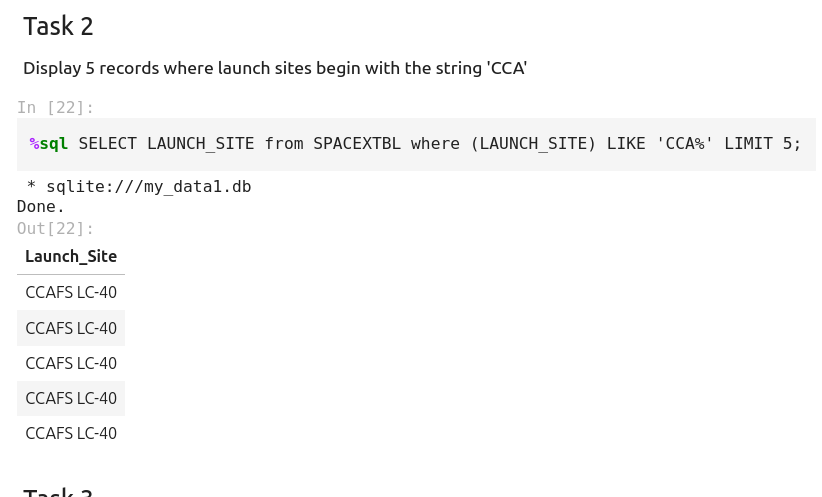 Task 2
Display 5 records where launch sites begin with the string 'CCA'
In [22]:
%sql SELECT LAUNCH_SITE from SPACEXTBL where (LAUNCH_SITE) LIKE 'CCA%' LIMIT 5;
* sqlite:///my_data1.db
Done.
Out[22]:
Launch_Site
CCAFS LC-40
CCAFS LC-40
CCAFS LC-40
CCAFS LC-40
CCAFS LC-40
Task 3